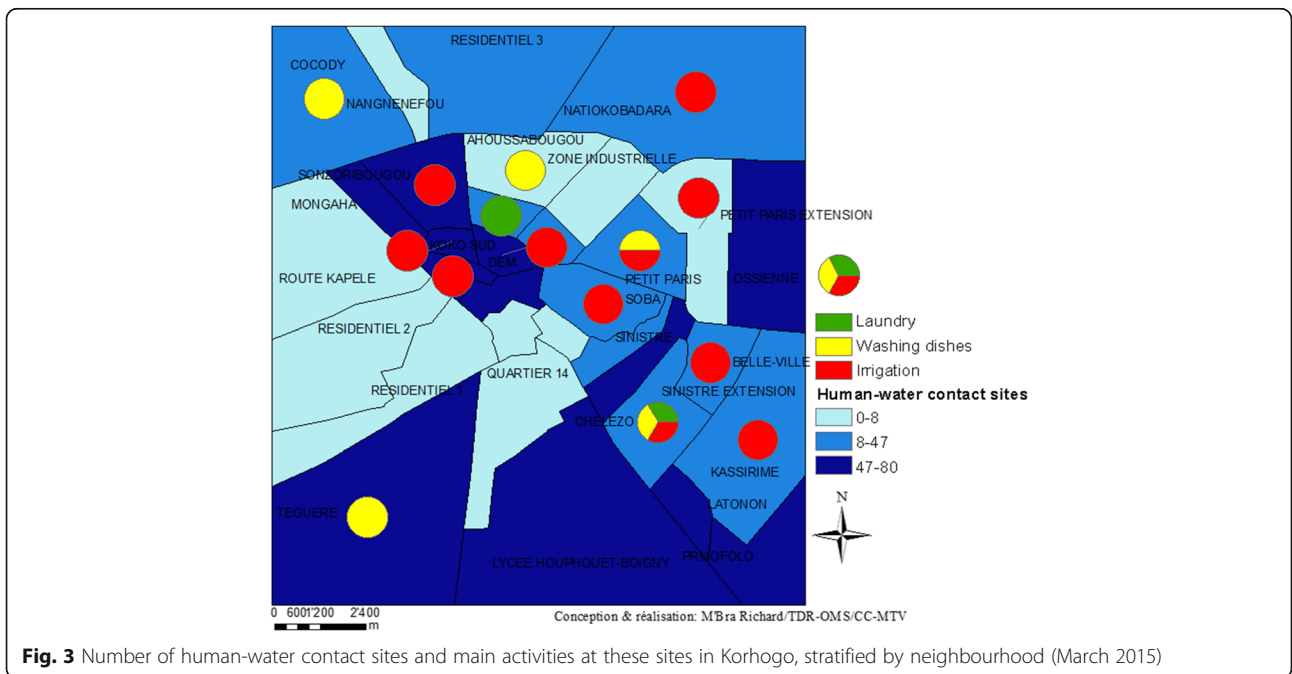 RESIDENTIEL 3
COCODY
NANGNENEFOU
NATIOKOBADARA
AHOUSSABOUGOU
ZONE INDUSTRIELLE
SONZORIBOUGOU
MONGAHA
PETIT PARIS EXTENSION
KOKO SUD
DEM
ROUTE KAPELE
PETIT PARIS
OSSIENNE
SOBA
RESIDENTIEL 2
SINISTRE
BELLE-VILLE
QUARTIER 14
RESIDENTIEL 1
SINISTRE EXTENSION
CHELEZO
KASSIRIME
LATONON
TEGUERE
PRMOFOLO
LYCEE HOUPHOUET-BOIGNY
Laundry
Washing dishes
Irrigation
Human-water contact sites
0-8
8-47
47-80
N
0 600 1'200 2'400
m
Conception & réalisation: M'Bra Richard/TDR-OMS/CC-MTV
Fig. 3 Number of human-water contact sites and main activities at these sites in Korhogo, stratified by neighbourhood (March 2015)